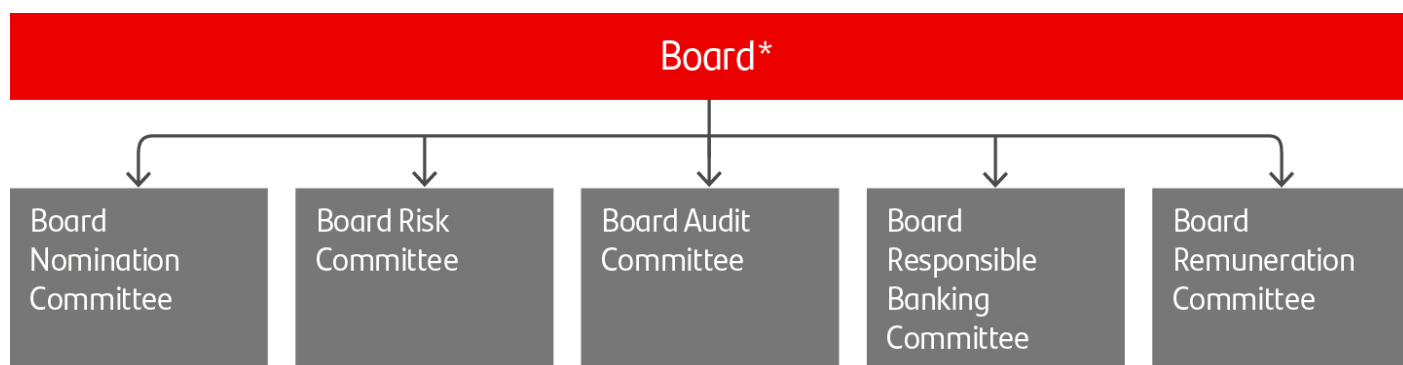 Board*
Board
Nomination
Committee
Board Risk
Committee
Board Audit
Committee
Board
Responsible
Banking
Committee
Board
Remuneration
Committee